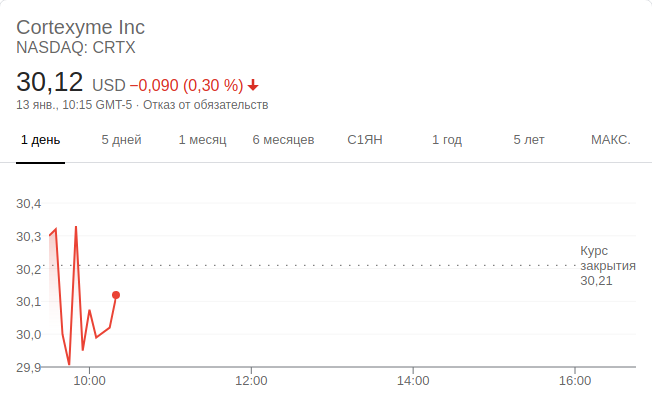 Cortexyme Inc
NASDAQ: CRTX
30,12 USD −0,090 (0,30 %)
13 янв., 10:15 GMT-5 · Отказ от обязательств
1 день 5 дней 1 месяц 6 месяцев С1ЯН 1 год 5 лет МАКС.
30,4
30,3
30,2
30,1
30,0
29,9
Курс
закрытия
30,21
10:00 12:00 14:00 16:00